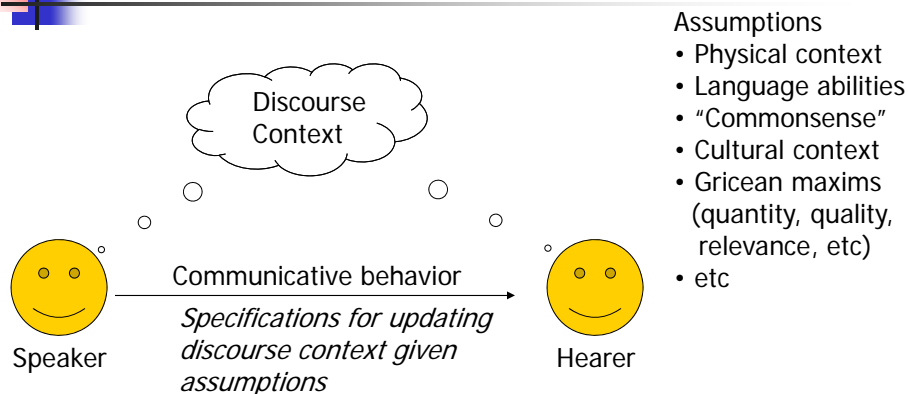 Assumptions
• Physical context
• Language abilities
• “Commonsense”
• Cultural context
• Gricean maxims
(quantity, quality,
relevance, etc)
• etc
Discourse
Context
Communicative behavior
Specifications for updating
discourse context given
assumptions
Speaker
Hearer